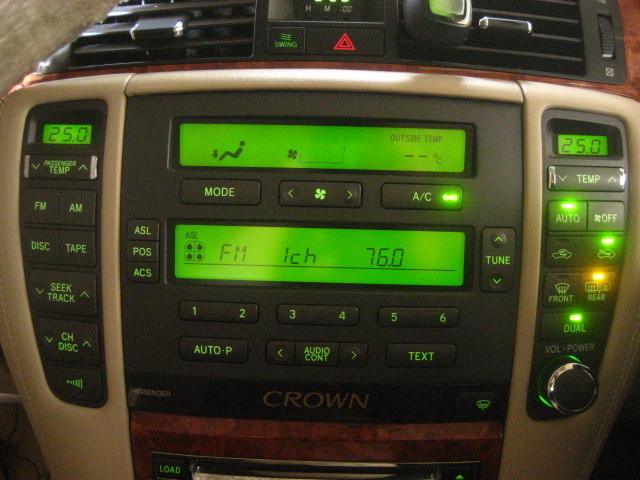 H M :00
SWING
25.0
PASSENGER TEMP
FM AM
DISC TAPE
SEEK TRACK
CH DISC
OUTSIDE TEMP
-- °C
MODE
A/C
ASL
POS
ACS
ASL
FM 1ch 76.0
TUNE
1 2 3 4 5 6
AUTO·P
AUDIO CONT
TEXT
PASSENGER
CROWN
LOAD
25.0
TEMP
AUTO OFF
FRONT REAR
DUAL
VOL·POWER